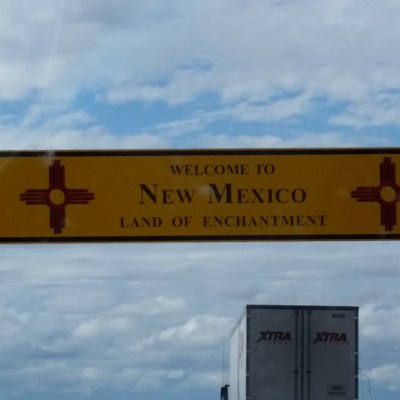 WELCOME TO
NEW MEXICO
LAND OF ENCHANTMENT
XTRA XTRA